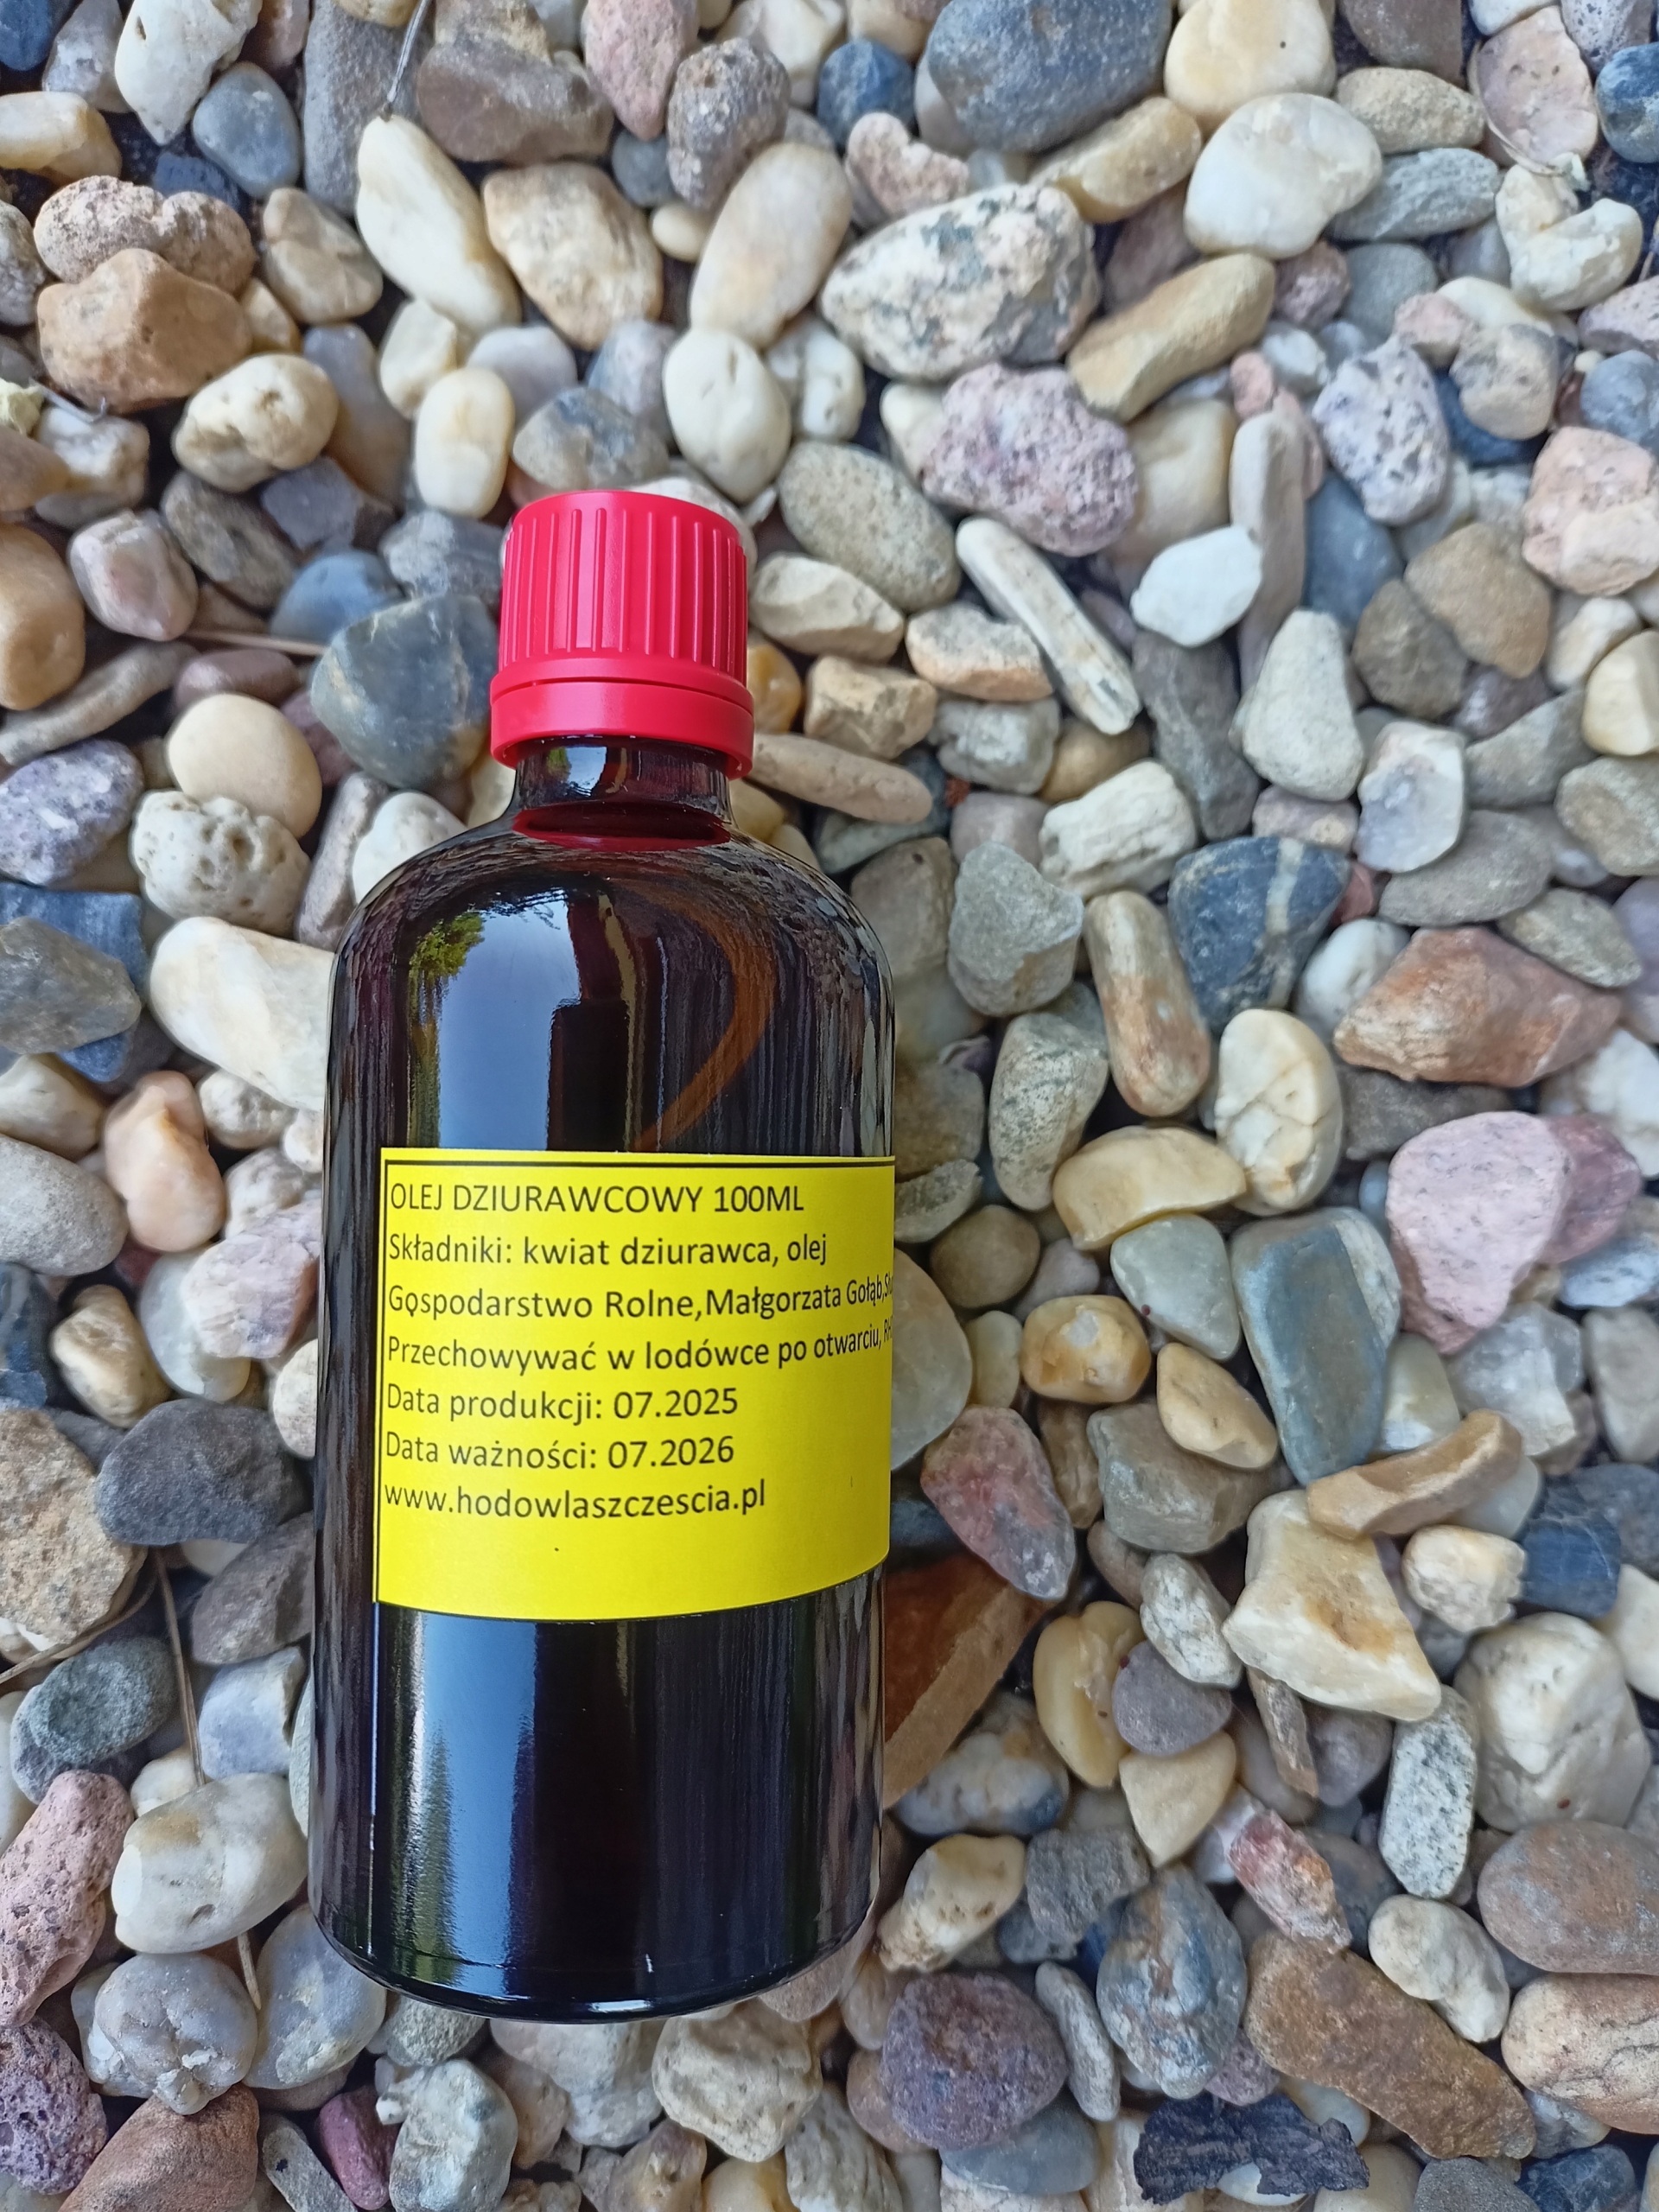 OLEJ DZIURAWCOWY 100ML
Składniki: kwiat dziurawca, olej
Gospodarstwo Rolne,Małgorzata Gołąb,
Przechowywać w lodówce po otwarciu,
Data produkcji: 07.2025
Data ważności: 07.2026
www.hodowlaszczescia.pl